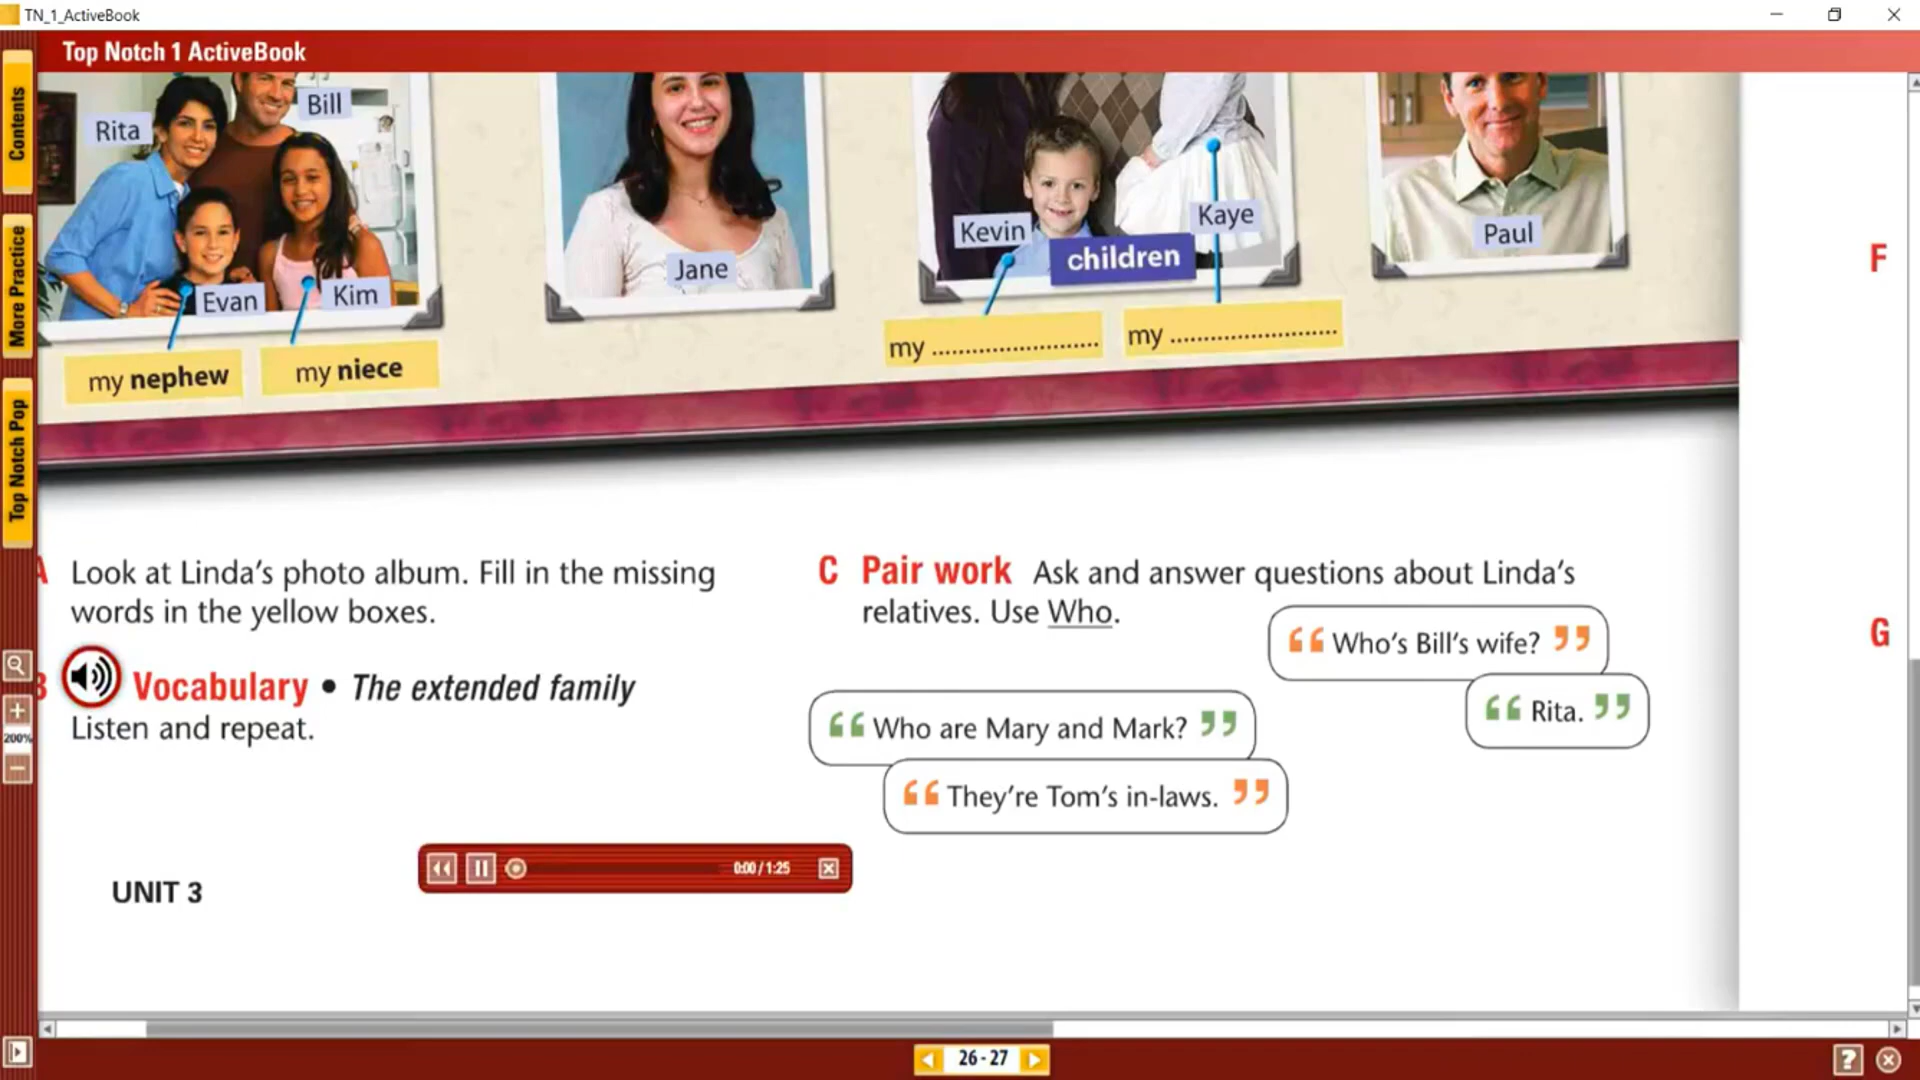 TN_1_ActiveBook
Top Notch 1 ActiveBook
Contents
More Practice
Top Notch Pop
Rita
Bill
Evan
Kim
my nephew
my niece
Jane
Kevin
Kaye
children
my ........................
my ........................
Paul
F
A Look at Linda's photo album. Fill in the missing
words in the yellow boxes.
B Vocabulary • The extended family
Listen and repeat.
C Pair work Ask and answer questions about Linda's
relatives. Use Who.
“ Who's Bill's wife? ”
“ Rita. ”
“ Who are Mary and Mark? ”
“ They're Tom's in-laws. ”
G
200%
0:00 / 1:25
UNIT 3
26 - 27
?